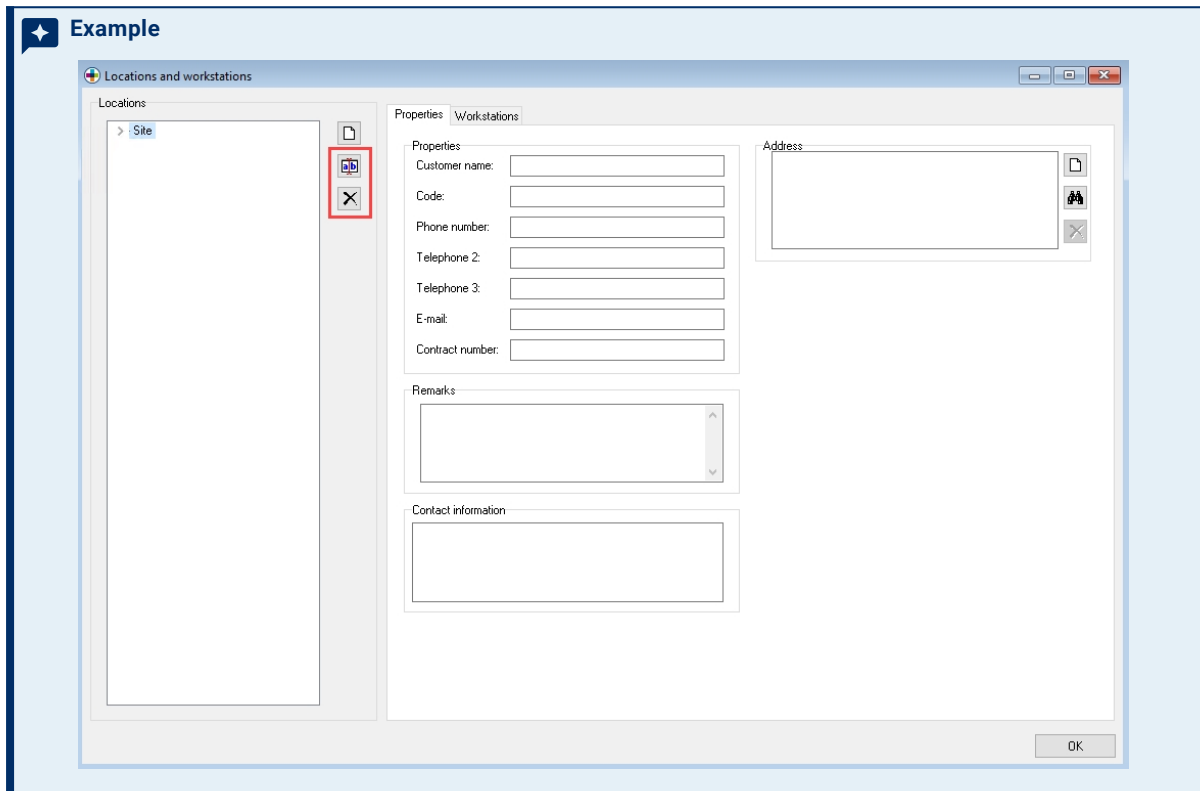 Example
Locations and workstations
Locations
Site
ab
Properties Workstations
Properties
Customer name:
Code:
Phone number:
Telephone 2:
Telephone 3:
E-mail:
Contract number:
Remarks
Contact information
Address
OK